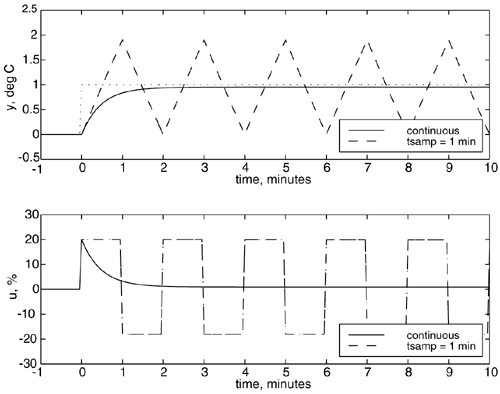 2.5
2
1.5
1
0.5
0
-0.5
y, deg C
continuous
tsamp = 1 min
-1 0 1 2 3 4 5 6 7 8 9 10
time, minutes
30
20
10
0
-10
-20
-30
u, %
continuous
tsamp = 1 min
-1 0 1 2 3 4 5 6 7 8 9 10
time, minutes